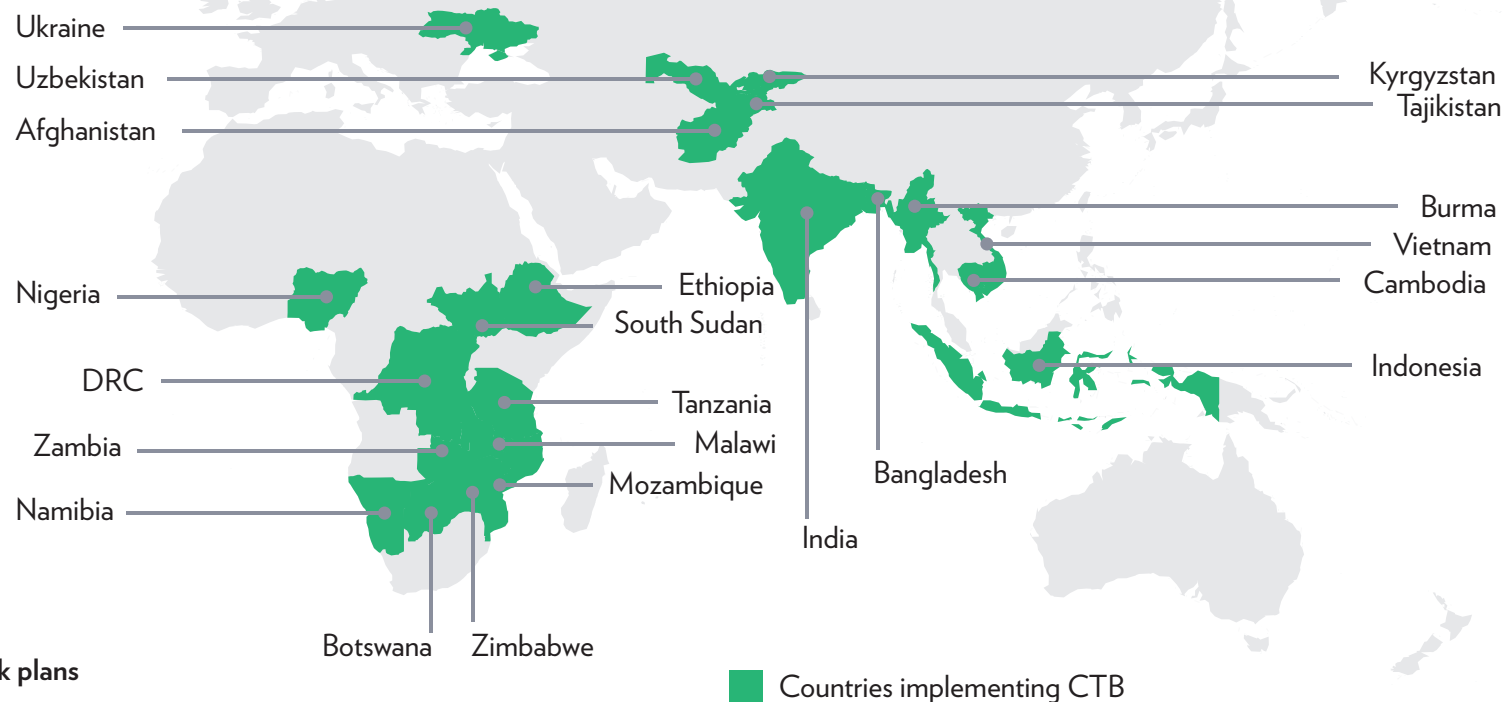 Ukraine
Uzbekistan
Kyrgyzstan
Tajikistan
Afghanistan
Burma
Vietnam
Cambodia
Nigeria
Ethiopia
South Sudan
Indonesia
DRC
Tanzania
Malawi
Zambia
Bangladesh
Mozambique
Namibia
India
Botswana
Zimbabwe
k plans
Countries implementing CTB